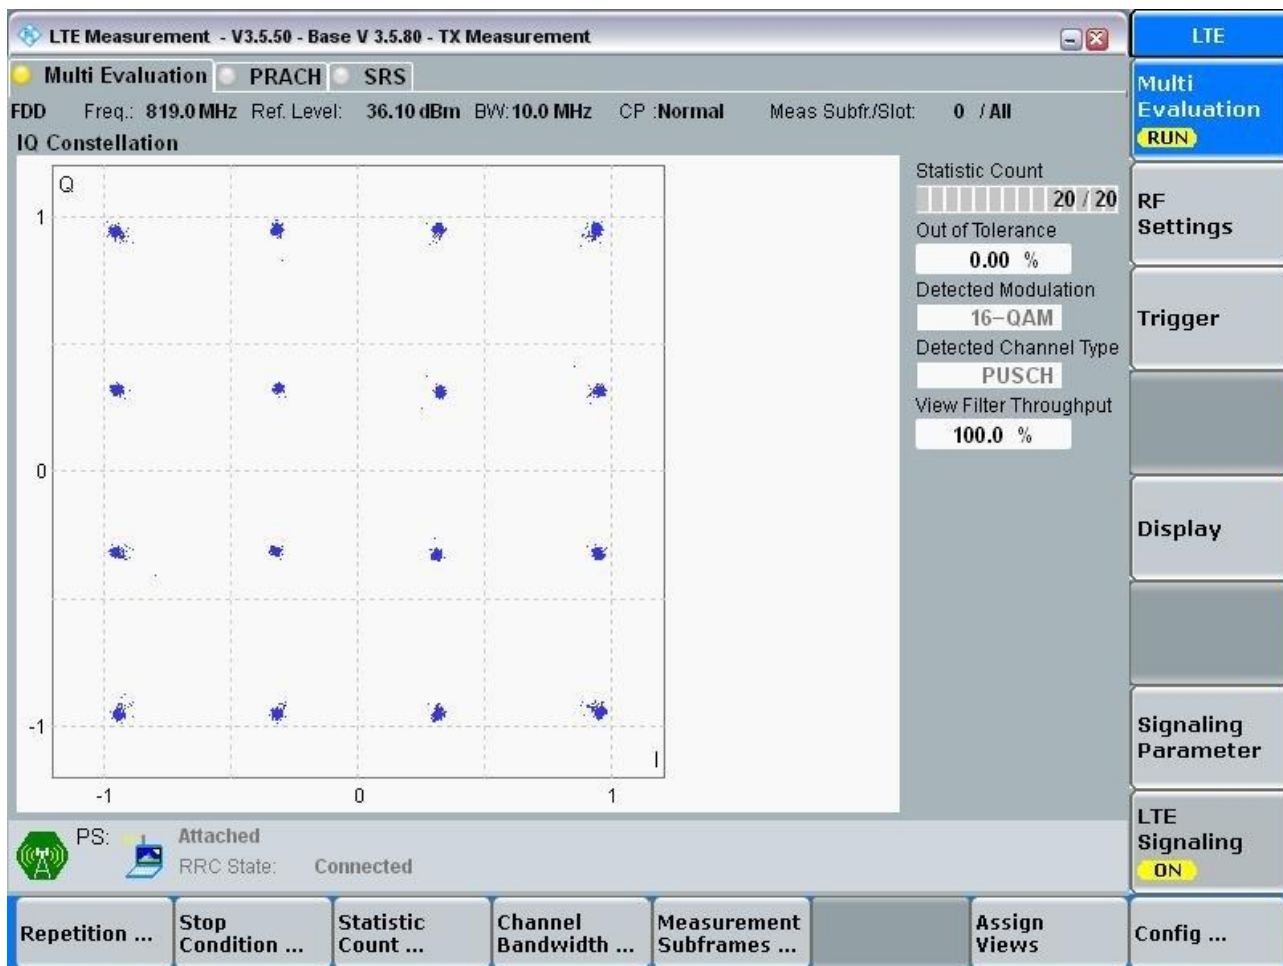 LTE Measurement - V3.5.50 - Base V 3.5.80 - TX Measurement
LTE
Multi Evaluation PRACH SRS
FDD Freq.: 819.0 MHz Ref. Level: 36.10 dBm BW: 10.0 MHz CP :Normal Meas Subfr./Slot: 0 / All
IQ Constellation
Q
1
0
-1
I
-1 0 1
Statistic Count
20 / 20
Out of Tolerance
0.00 %
Detected Modulation
16-QAM
Detected Channel Type
PUSCH
View Filter Throughput
100.0 %
Multi
Evaluation
RUN
RF
Settings
Trigger
Display
Signaling
Parameter
LTE
Signaling
ON
PS: Attached
RRC State: Connected
Repetition ...
Stop
Condition ...
Statistic
Count ...
Channel
Bandwidth ...
Measurement
Subframes ...
Assign
Views
Config ...